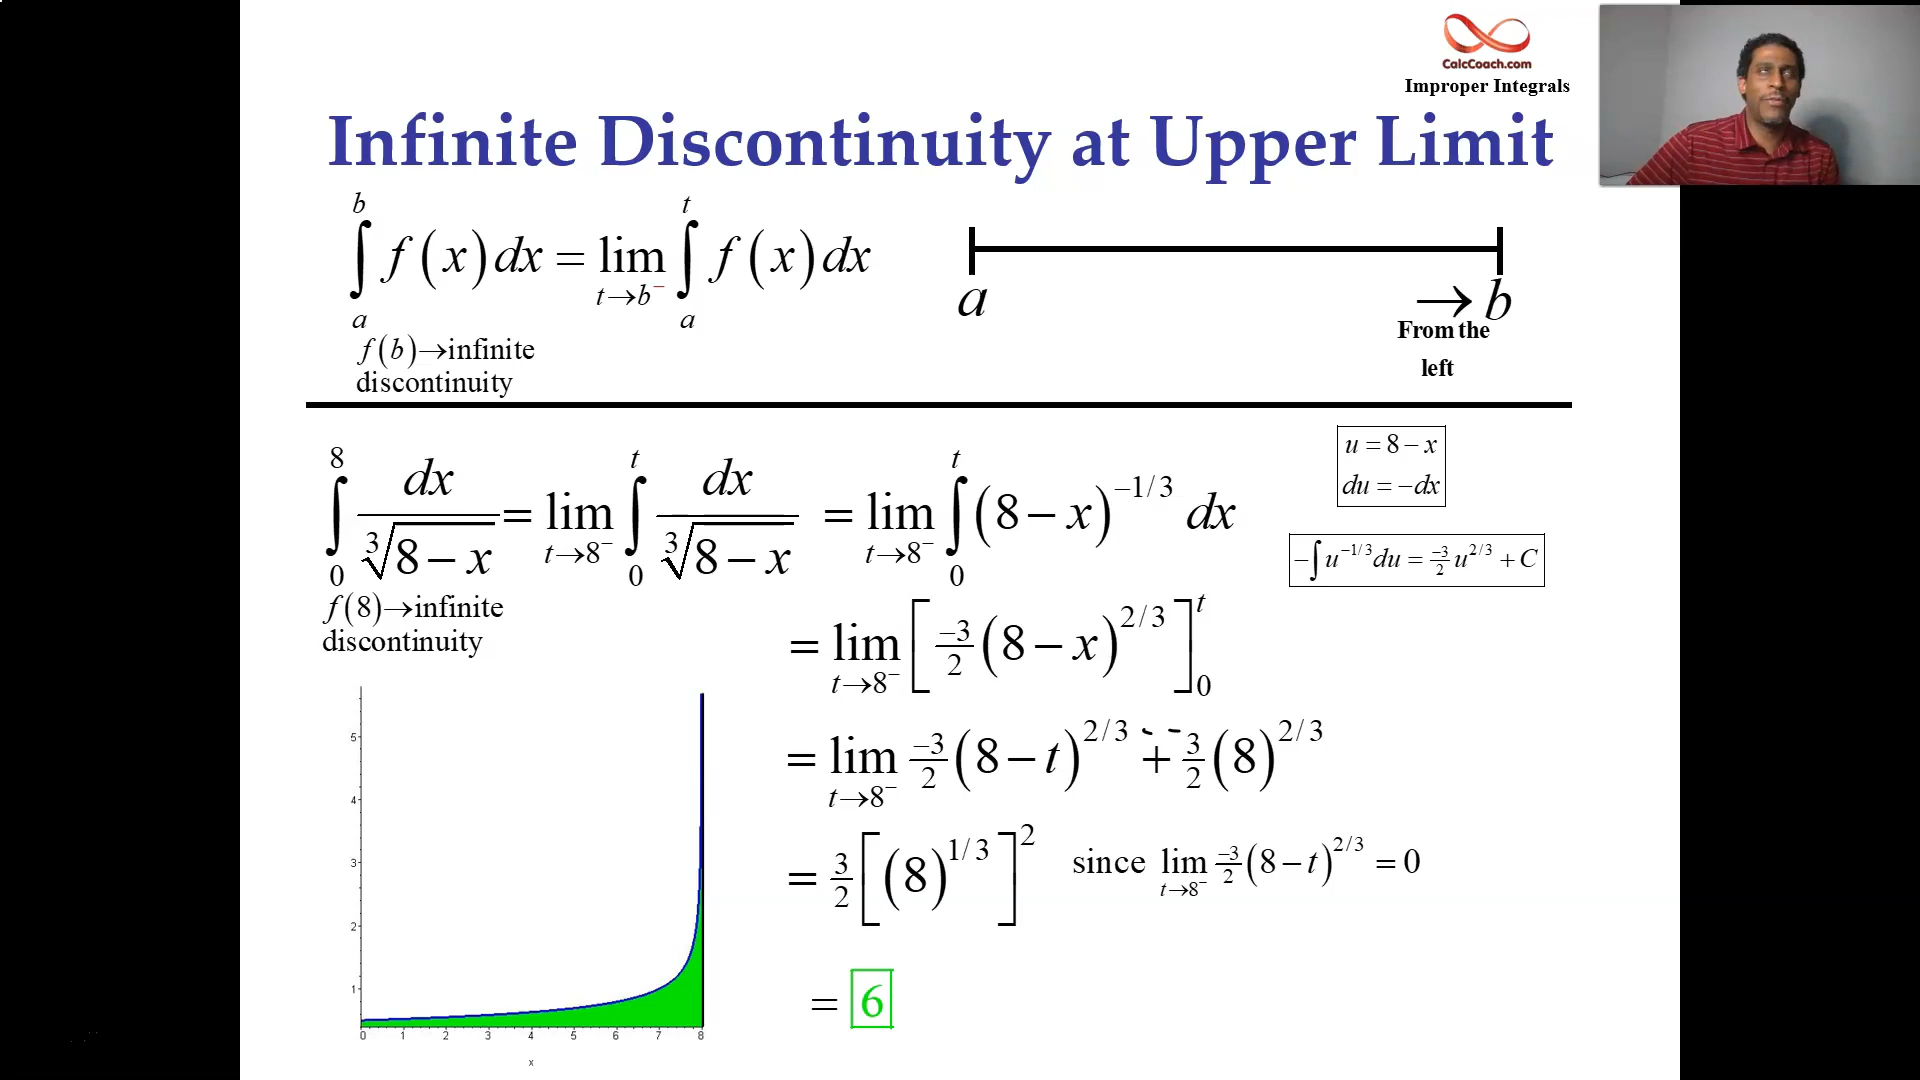 CalcCoach.com
Improper Integrals
Infinite Discontinuity at Upper Limit
∫_a^b f(x)dx = lim_{t→b⁻} ∫_a^t f(x)dx
a → b
From the
left
f(b)→infinite
discontinuity
u = 8 − x
du = −dx
∫_0^8 dx/∛(8 − x) = lim_{t→8⁻} ∫_0^t dx/∛(8 − x) = lim_{t→8⁻} ∫_0^t (8 − x)^{−1/3} dx
−∫u^{−1/3}du = −3/2 u^{2/3} + C
f(8)→infinite
discontinuity
= lim_{t→8⁻} [−3/2 (8 − x)^{2/3}]_0^t
= lim_{t→8⁻} −3/2 (8 − t)^{2/3} + 3/2 (8)^{2/3}
= 3/2 [(8)^{1/3}]^2 since lim_{t→8⁻} −3/2 (8 − t)^{2/3} = 0
= 6
5
4
3
2
1
0 1 2 3 4 5 6 7 8
x